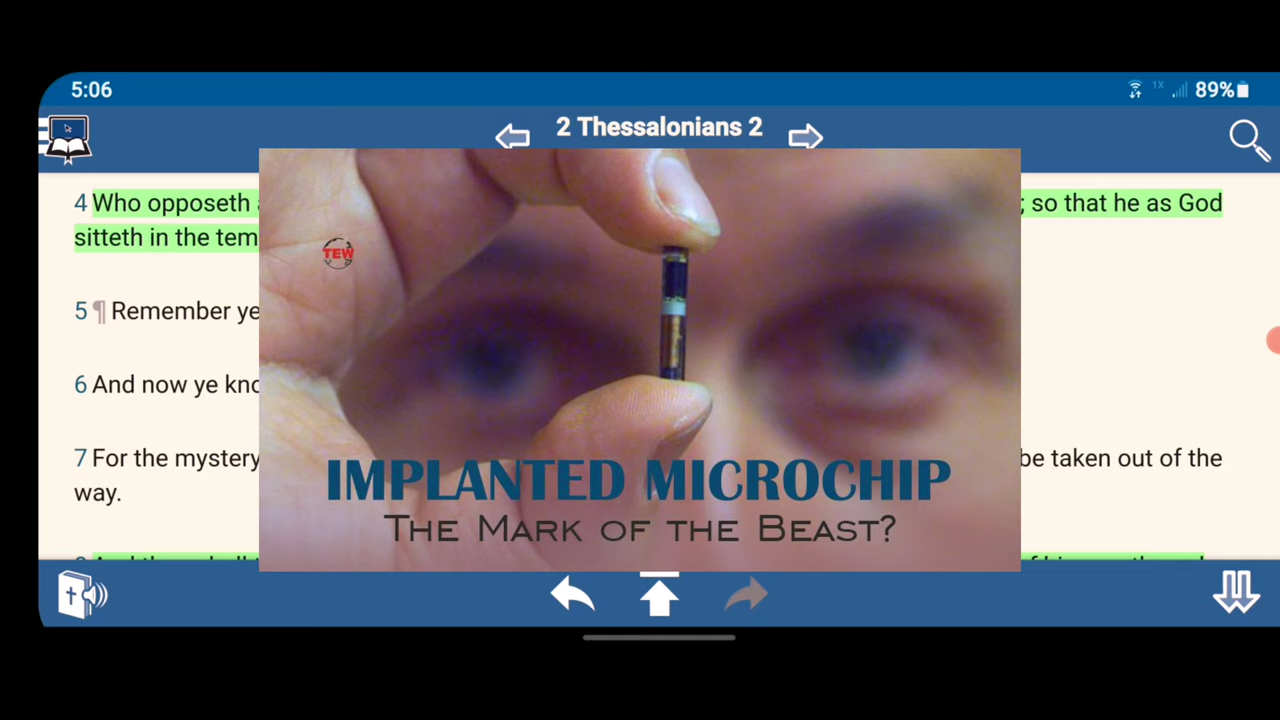 5:06
1X
89%
2 Thessalonians 2
4 Who opposeth
; so that he as God
sitteth in the tem
TEW
5 ¶ Remember ye
6 And now ye kno
7 For the mystery
be taken out of the
way.
IMPLANTED MICROCHIP
THE MARK OF THE BEAST?